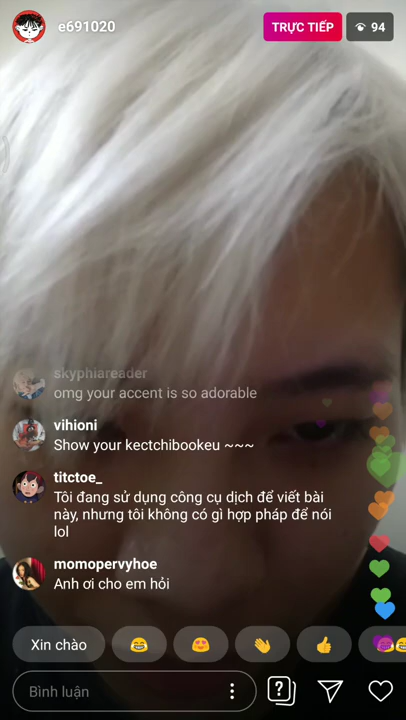 e691020
TRỰC TIẾP
94
skyphiareader
omg your accent is so adorable
vihioni
Show your kectchibookeu ~~~
titctoe_
Tôi đang sử dụng công cụ dịch để viết bài
này, nhưng tôi không có gì hợp pháp để nói
lol
momopervyhoe
Anh ơi cho em hỏi
Xin chào
Bình luận